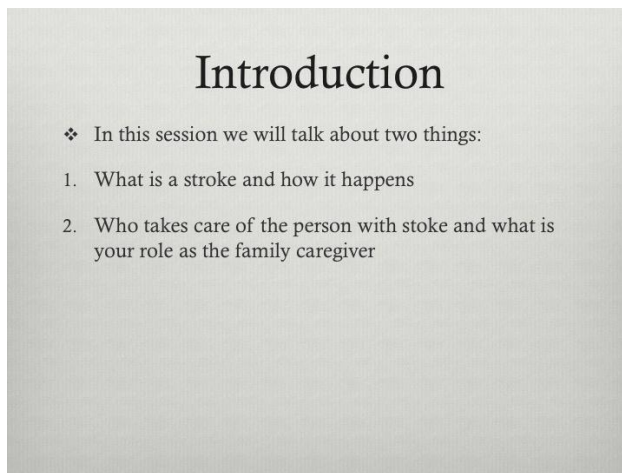 Introduction
❖ In this session we will talk about two things:
1. What is a stroke and how it happens
2. Who takes care of the person with stoke and what is
your role as the family caregiver